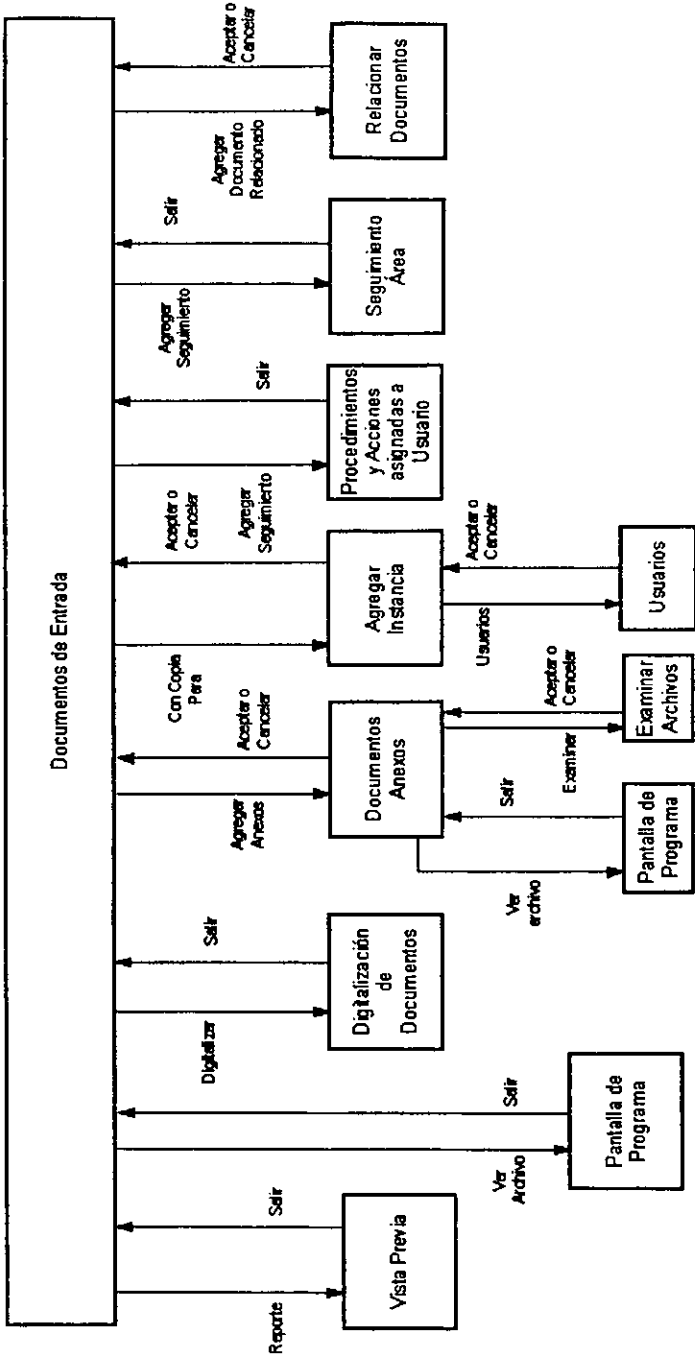 Documentos de Entrada
Reporte
Salir
Vista Previa
Ver
Archivo
Salir
Pantalla de
Programa
Digitalizar
Salir
Digitalización
de
Documentos
Agregar
Anexos
Aceptar o
Cancelar
Documentos
Anexos
Ver
archivo
Salir
Pantalla de
Programa
Examinar
Aceptar o
Cancelar
Examinar
Archivos
Con Copia
Para
Aceptar o
Cancelar
Agregar
Instancia
Usuarios
Aceptar o
Cancelar
Usuarios
Agregar
Seguimiento
Salir
Procedimientos
y Acciones
asignadas a
Usuario
Agregar
Seguimiento
Salir
Seguimiento
Área
Agregar
Documento
Relacionado
Aceptar o
Cancelar
Relacionar
Documentos